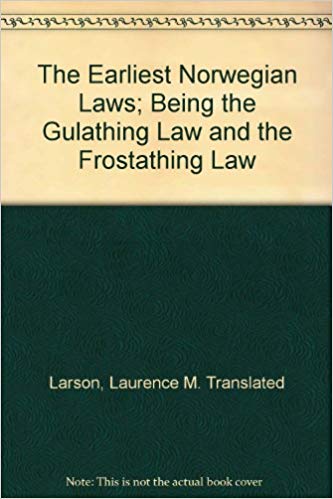 The Earliest Norwegian
Laws; Being the
Gulathing Law and the
Frostathing Law
Larson, Laurence M. Translated
Note: This is not the actual book cover